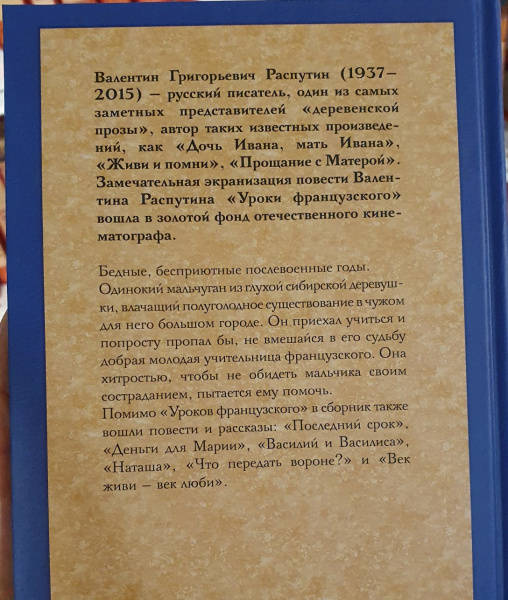 Валентин Григорьевич Распутин (1937–
2015) – русский писатель, один из самых
заметных представителей «деревенской
прозы», автор таких известных произведе-
ний, как «Дочь Ивана, мать Ивана»,
«Живи и помни», «Прощание с Матерой».
Замечательная экранизация повести Вален-
тина Распутина «Уроки французского»
вошла в золотой фонд отечественного кине-
матографа.
Бедные, бесприютные послевоенные годы.
Одинокий мальчуган из глухой сибирской деревуш-
ки, влачащий полуголодное существование в чужом
для него большом городе. Он приехал учиться и
попросту пропал бы, не вмешайся в его судьбу
добрая молодая учительница французского. Она
хитростью, чтобы не обидеть мальчика своим
состраданием, пытается ему помочь.
Помимо «Уроков французского» в сборник также
вошли повести и рассказы: «Последний срок»,
«Деньги для Марии», «Василий и Василиса»,
«Наташа», «Что передать вороне?» и «Век
живи – век люби».